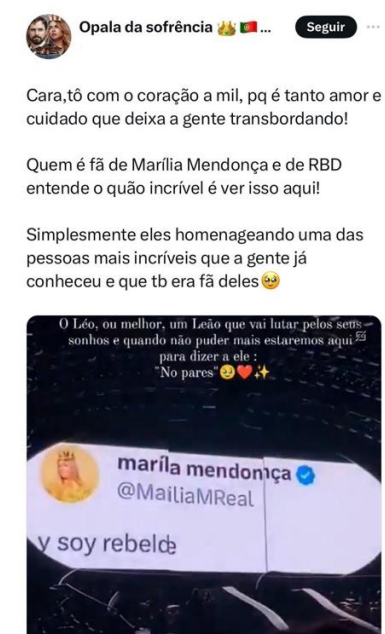 Opala da sofrência 👑 🇵🇹 ...
Seguir
Cara,tô com o coração a mil, pq é tanto amor e
cuidado que deixa a gente transbordando!
Quem é fã de Marília Mendonça e de RBD
entende o quão incrível é ver isso aqui!
Simplesmente eles homenageando uma das
pessoas mais incríveis que a gente já
conheceu e que tb era fã deles🥹
O Léo, ou melhor, um Leão que vai lutar pelos seus
sonhos e quando não puder mais estaremos aqui
para dizer a ele :
"No pares"🥹❤️✨
maríla mendonça
@MailiaMReal
y soy rebelde